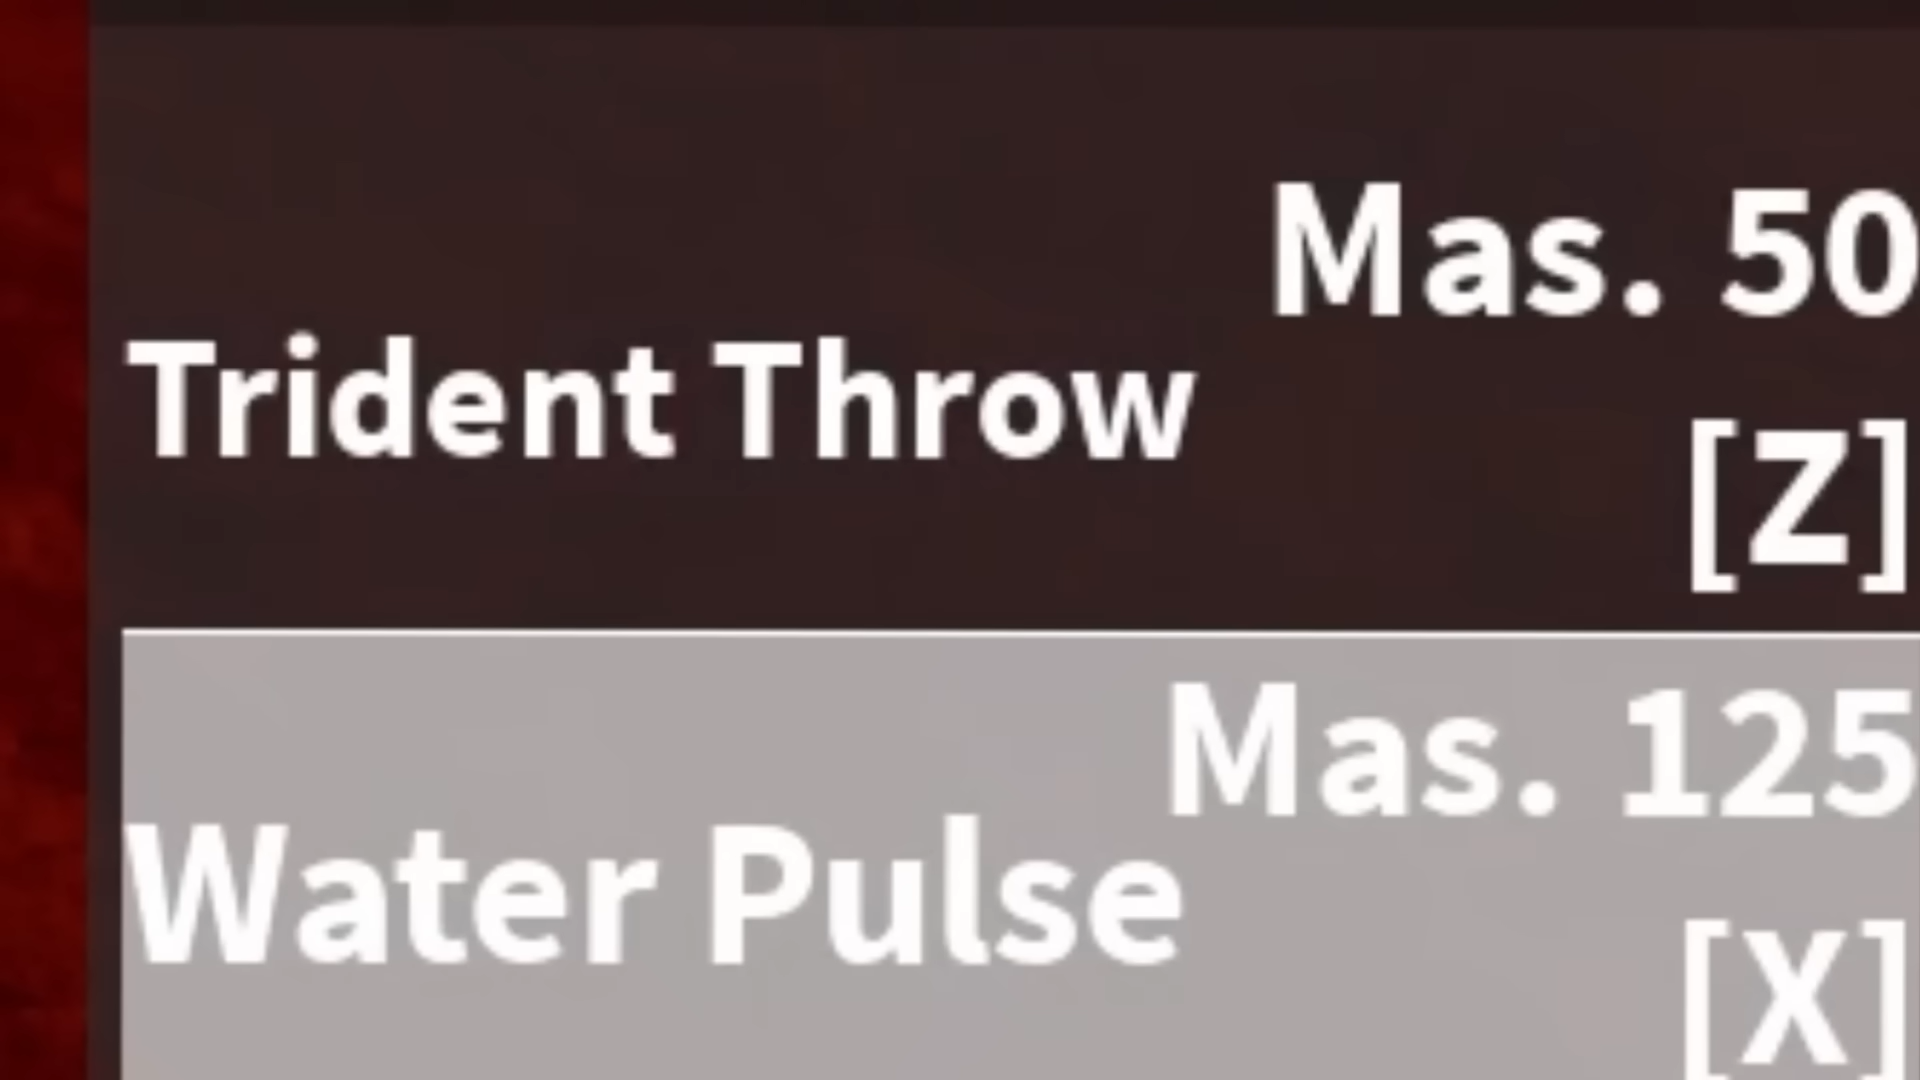 Mas. 50
Trident Throw
[Z]
Mas. 125
Water Pulse
[X]